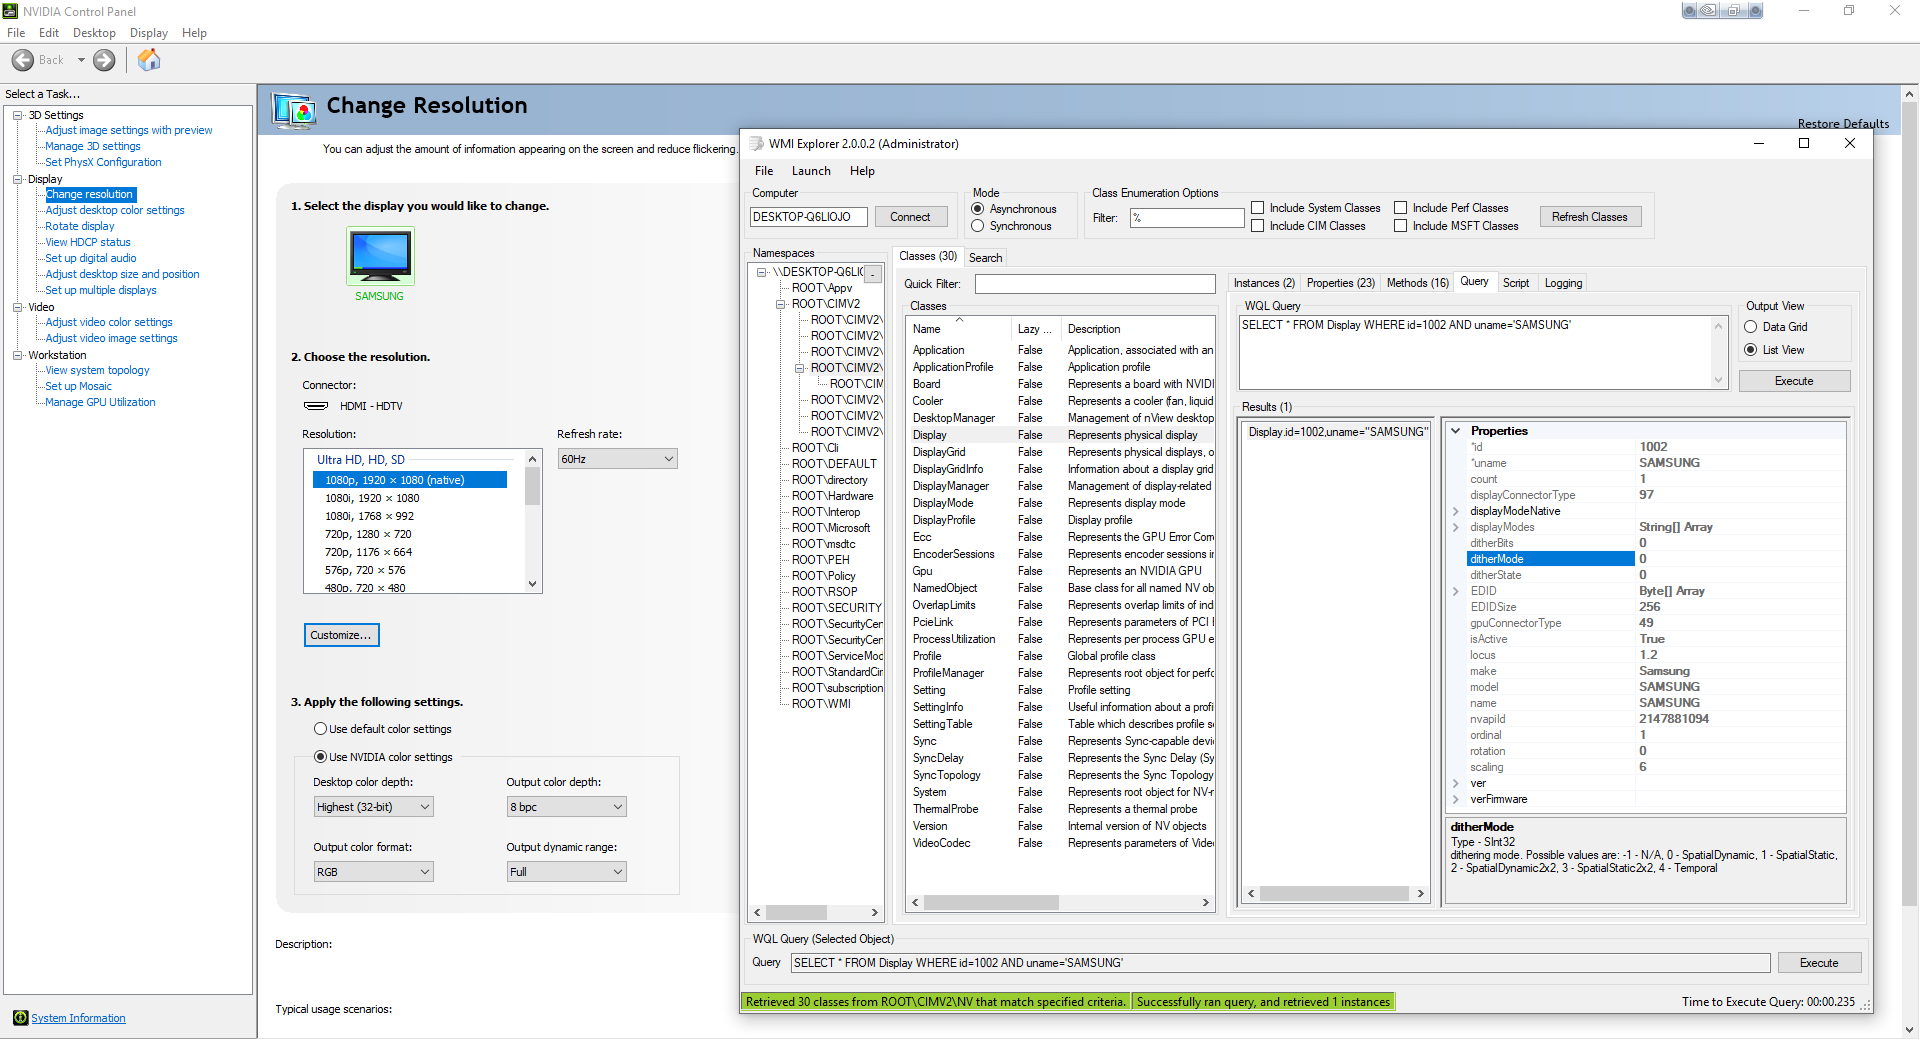 NVIDIA Control Panel
File Edit Desktop Display Help
Back
Select a Task...
3D Settings
Adjust image settings with preview
Manage 3D settings
Set PhysX Configuration
Display
Change resolution
Adjust desktop color settings
Rotate display
View HDCP status
Set up digital audio
Adjust desktop size and position
Set up multiple displays
Video
Adjust video color settings
Adjust video image settings
Workstation
View system topology
Set up Mosaic
Manage GPU Utilization
System Information
Change Resolution
Restore Defaults
You can adjust the amount of information appearing on the screen and reduce flickering.
1. Select the display you would like to change.
SAMSUNG
2. Choose the resolution.
Connector:
HDMI - HDTV
Resolution:
Refresh rate:
Ultra HD, HD, SD
60Hz
1080p, 1920 × 1080 (native)
1080i, 1920 × 1080
1080i, 1768 × 992
720p, 1280 × 720
720p, 1176 × 664
576p, 720 × 576
480p, 720 × 480
Customize...
3. Apply the following settings.
Use default color settings
Use NVIDIA color settings
Desktop color depth:
Output color depth:
Highest (32-bit)
8 bpc
Output color format:
Output dynamic range:
RGB
Full
Description:
Typical usage scenarios:
WMI Explorer 2.0.0.2 (Administrator)
File Launch Help
Computer
DESKTOP-Q6LIOJO
Connect
Mode
Asynchronous
Synchronous
Class Enumeration Options
Filter: %
Include System Classes
Include CIM Classes
Include Perf Classes
Include MSFT Classes
Refresh Classes
Namespaces
\\DESKTOP-Q6LIO
-
ROOT\Appv
ROOT\CIMV2
ROOT\CIMV2\
ROOT\CIMV2\
ROOT\CIMV2\
ROOT\CIMV2\
ROOT\CIM
ROOT\CIMV2\
ROOT\CIMV2\
ROOT\CIMV2\
ROOT\Cli
ROOT\DEFAULT
ROOT\directory
ROOT\Hardware
ROOT\Interop
ROOT\Microsoft
ROOT\msdtc
ROOT\PEH
ROOT\Policy
ROOT\RSOP
ROOT\SECURITY
ROOT\SecurityCen
ROOT\SecurityCen
ROOT\ServiceMod
ROOT\StandardCir
ROOT\subscription
ROOT\WMI
Classes (30) Search
Quick Filter:
Classes
Name Lazy ... Description
Application False Application, associated with an
ApplicationProfile False Application profile
Board False Represents a board with NVIDI
Cooler False Represents a cooler (fan, liquid
DesktopManager False Management of nView desktop
Display False Represents physical display
DisplayGrid False Represents physical displays, o
DisplayGridInfo False Information about a display grid
DisplayManager False Management of display-related
DisplayMode False Represents display mode
DisplayProfile False Display profile
Ecc False Represents the GPU Error Corr
EncoderSessions False Represents encoder sessions in
Gpu False Represents an NVIDIA GPU
NamedObject False Base class for all named NV ob
OverlapLimits False Represents overlap limits of ind
PcieLink False Represents parameters of PCI E
ProcessUtilization False Represents per process GPU e
Profile False Global profile class
ProfileManager False Represents root object for perfo
Setting False Profile setting
SettingInfo False Useful information about a profi
SettingTable False Table which describes profile s
Sync False Represents Sync-capable devic
SyncDelay False Represents the Sync Delay (Sy
SyncTopology False Represents the Sync Topology
System False Represents root object for NV-r
ThermalProbe False Represents a thermal probe
Version False Internal version of NV objects
VideoCodec False Represents parameters of Vide
Instances (2) Properties (23) Methods (16) Query Script Logging
WQL Query
SELECT * FROM Display WHERE id=1002 AND uname='SAMSUNG'
Output View
Data Grid
List View
Execute
Results (1)
Display.id=1002,uname="SAMSUNG"
Properties
*id 1002
*uname SAMSUNG
count 1
displayConnectorType 97
displayModeNative
displayModes String[] Array
ditherBits 0
ditherMode 0
ditherState 0
EDID Byte[] Array
EDIDSize 256
gpuConnectorType 49
isActive True
locus 1.2
make Samsung
model SAMSUNG
name SAMSUNG
nvapiId 2147881094
ordinal 1
rotation 0
scaling 6
ver
verFirmware
ditherMode
Type - SInt32
dithering mode. Possible values are: -1 - N/A, 0 - SpatialDynamic, 1 - SpatialStatic,
2 - SpatialDynamic2x2, 3 - SpatialStatic2x2, 4 - Temporal
WQL Query (Selected Object)
Query SELECT * FROM Display WHERE id=1002 AND uname='SAMSUNG'
Execute
Retrieved 30 classes from ROOT\CIMV2\NV that match specified criteria.
Successfully ran query, and retrieved 1 instances
Time to Execute Query: 00:00.235